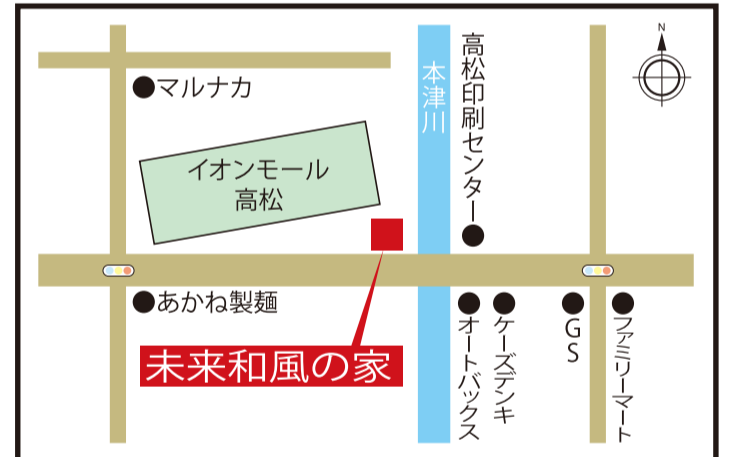 N
マルナカ
イオンモール
高松
本津川
高松印刷センター
あかね製麺
未来和風の家
オートバックス
ケーズデンキ
GS
ファミリーマート